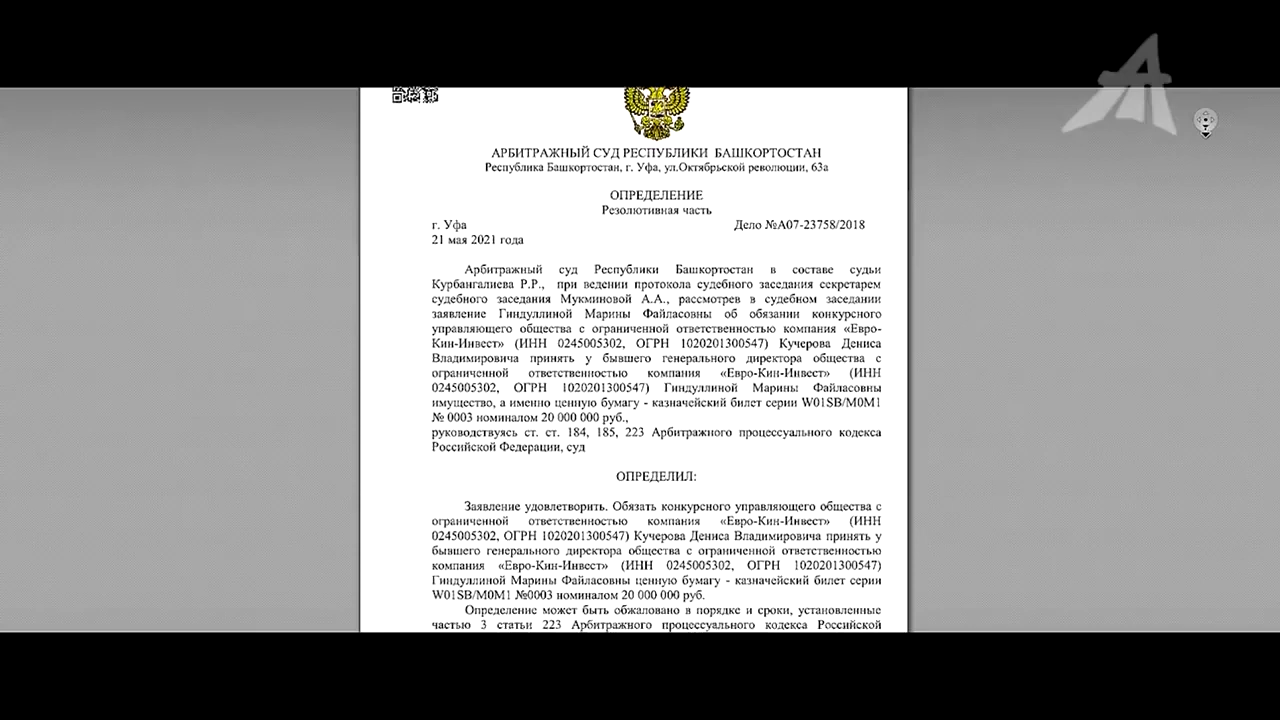 АРБИТРАЖНЫЙ СУД РЕСПУБЛИКИ БАШКОРТОСТАН
Республика Башкортостан, г. Уфа, ул.Октябрьской революции, 63а
ОПРЕДЕЛЕНИЕ
Резолютивная часть
г. Уфа Дело №А07-23758/2018
21 мая 2021 года
Арбитражный суд Республики Башкортостан в составе судьи
Курбангалиева Р.Р., при ведении протокола судебного заседания секретарем
судебного заседания Мукминовой А.А., рассмотрев в судебном заседании
заявление Гиндуллиной Марины Файласовны об обязании конкурсного
управляющего общества с ограниченной ответственностью компания «Евро-
Кин-Инвест» (ИНН 0245005302, ОГРН 1020201300547) Кучерова Дениса
Владимировича принять у бывшего генерального директора общества с
ограниченной ответственностью компания «Евро-Кин-Инвест» (ИНН
0245005302, ОГРН 1020201300547) Гиндуллиной Марины Файласовны
имущество, а именно ценную бумагу - казначейский билет серии W01SB/M0M1
№ 0003 номиналом 20 000 000 руб.,
руководствуясь ст. ст. 184, 185, 223 Арбитражного процессуального кодекса
Российской Федерации, суд
ОПРЕДЕЛИЛ:
Заявление удовлетворить. Обязать конкурсного управляющего общества с
ограниченной ответственностью компания «Евро-Кин-Инвест» (ИНН
0245005302, ОГРН 1020201300547) Кучерова Дениса Владимировича принять у
бывшего генерального директора общества с ограниченной ответственностью
компания «Евро-Кин-Инвест» (ИНН 0245005302, ОГРН 1020201300547)
Гиндуллиной Марины Файласовны ценную бумагу - казначейский билет серии
W01SB/M0M1 №0003 номиналом 20 000 000 руб.
Определение может быть обжаловано в порядке и сроки, установленные
частью 3 статьи 223 Арбитражного процессуального кодекса Российской